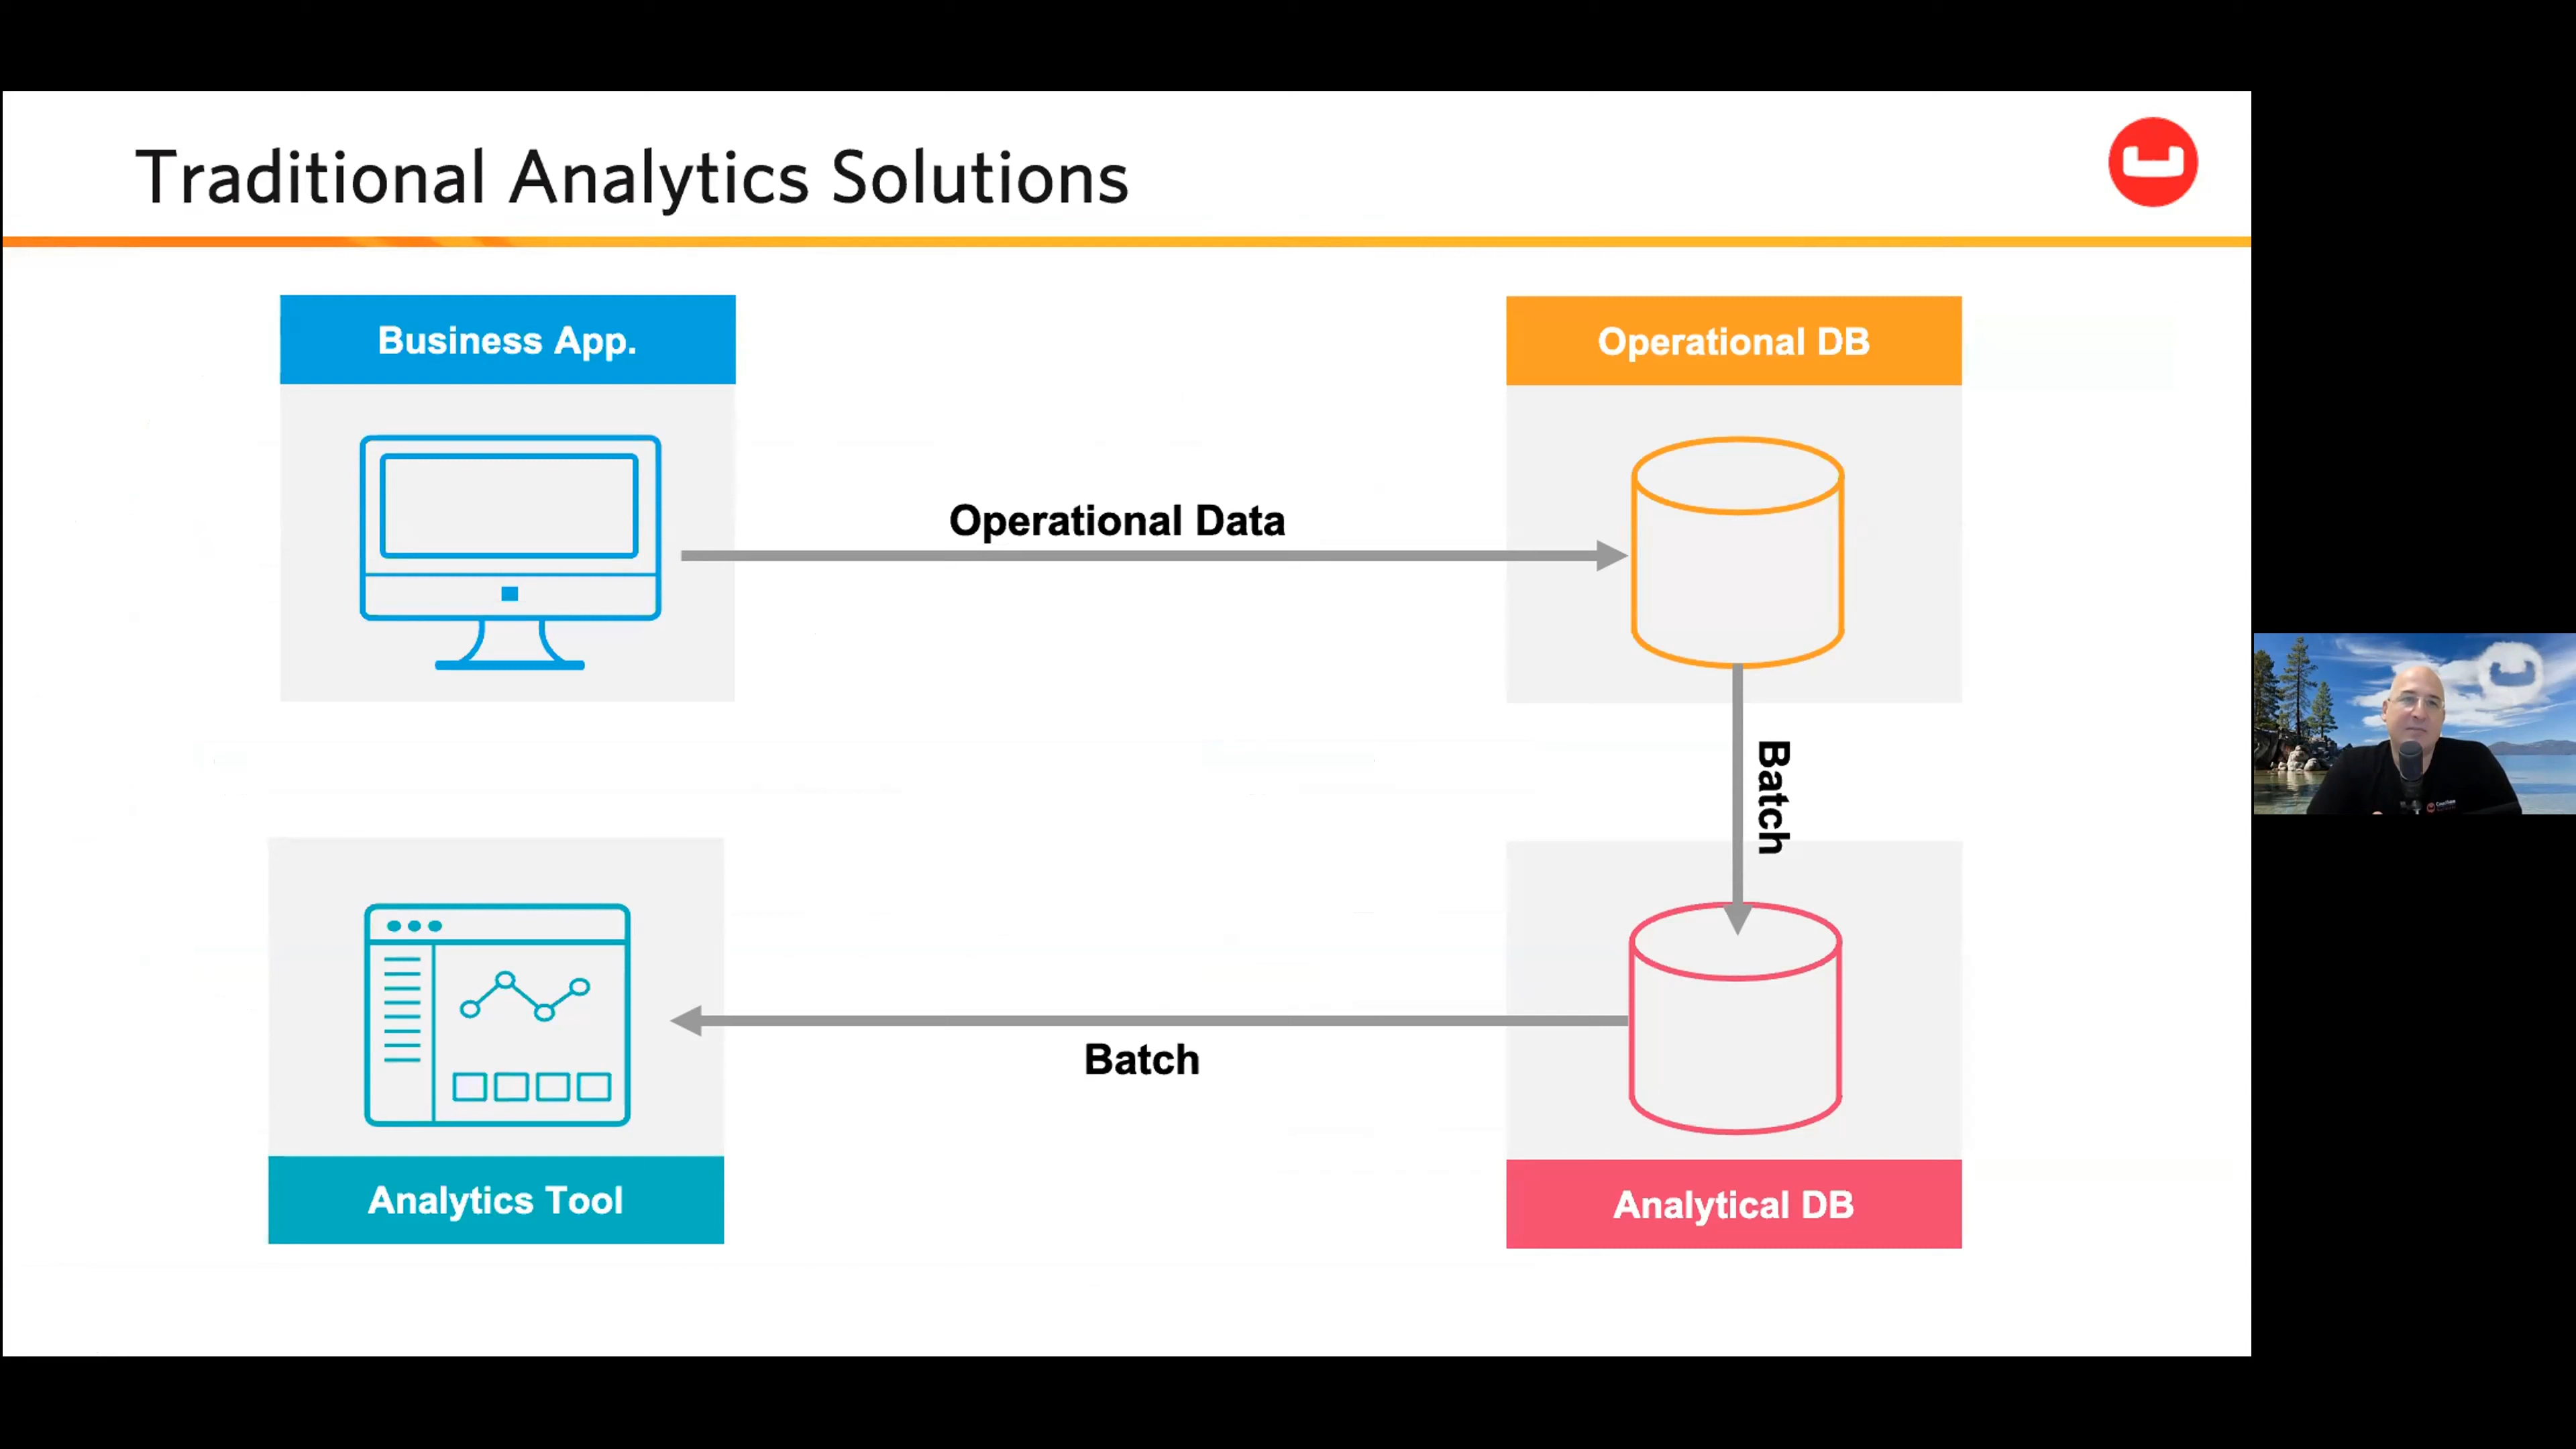 Traditional Analytics Solutions
Business App.
Operational DB
Operational Data
Batch
Batch
Analytics Tool
Analytical DB